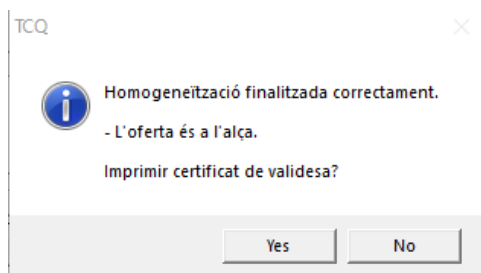 TCQ
Homogeneïtzació finalitzada correctament.
- L'oferta és a l'alça.
Imprimir certificat de validesa?
Yes
No